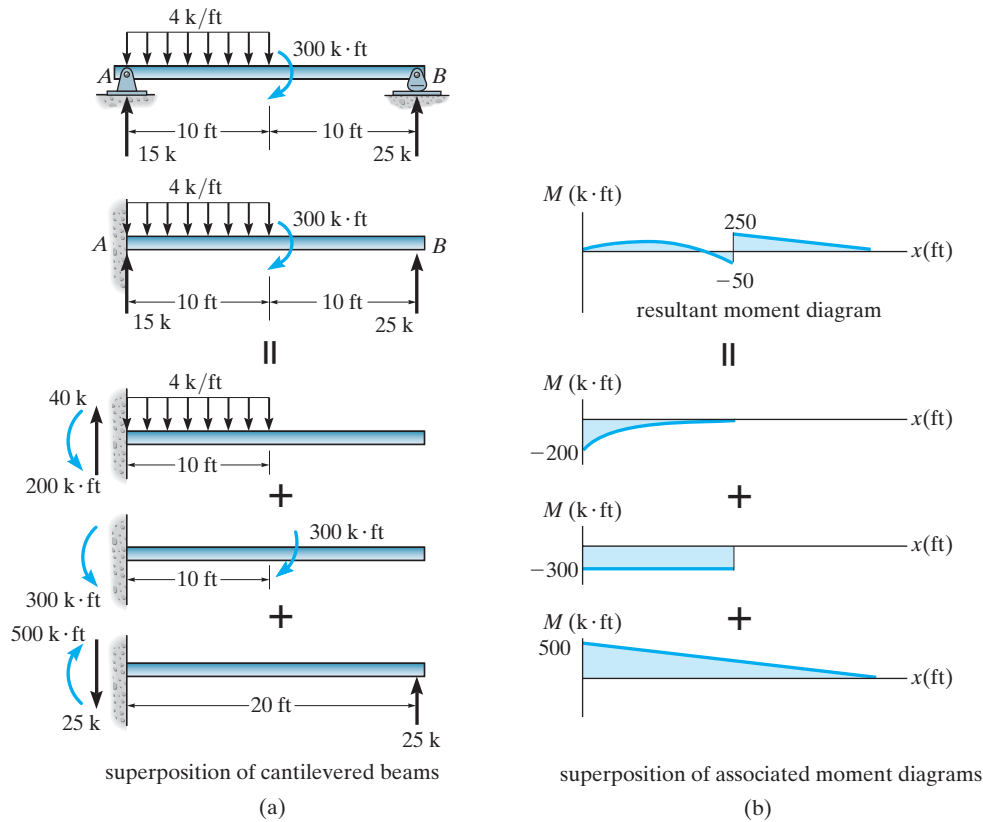 4 k/ft
300 k·ft
A
B
10 ft
10 ft
15 k
25 k
4 k/ft
300 k·ft
A
B
10 ft
10 ft
15 k
25 k
=
4 k/ft
40 k
10 ft
200 k·ft
+
300 k·ft
10 ft
300 k·ft
+
500 k·ft
20 ft
25 k
25 k
superposition of cantilevered beams
(a)
M (k·ft)
250
x(ft)
−50
resultant moment diagram
=
M (k·ft)
x(ft)
−200
+
M (k·ft)
x(ft)
−300
+
M (k·ft)
500
x(ft)
superposition of associated moment diagrams
(b)